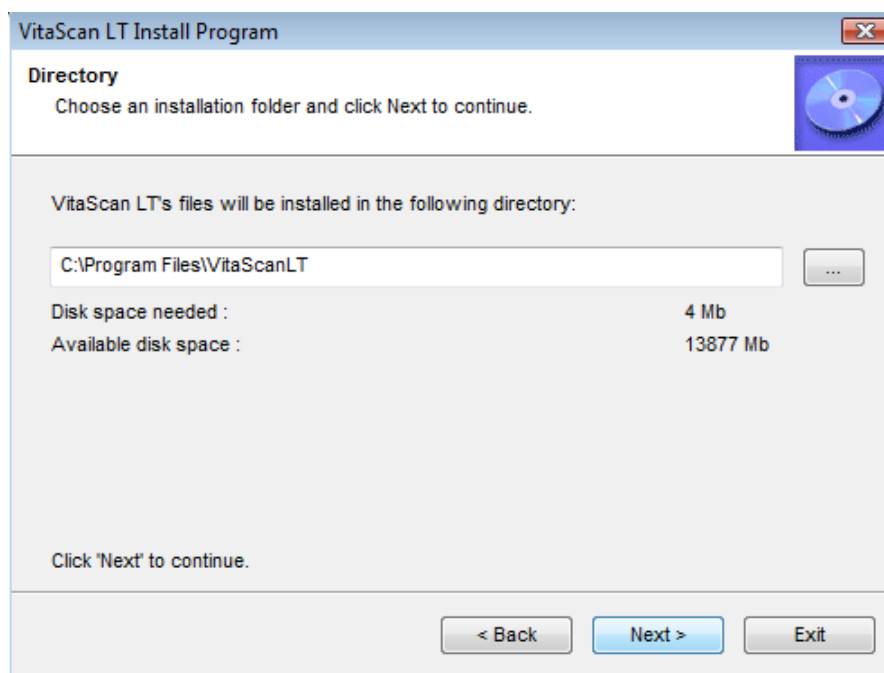 VitaScan LT Install Program
Directory
Choose an installation folder and click Next to continue.
VitaScan LT's files will be installed in the following directory:
C:\Program Files\VitaScanLT
...
Disk space needed : 4 Mb
Available disk space : 13877 Mb
Click 'Next' to continue.
< Back Next > Exit